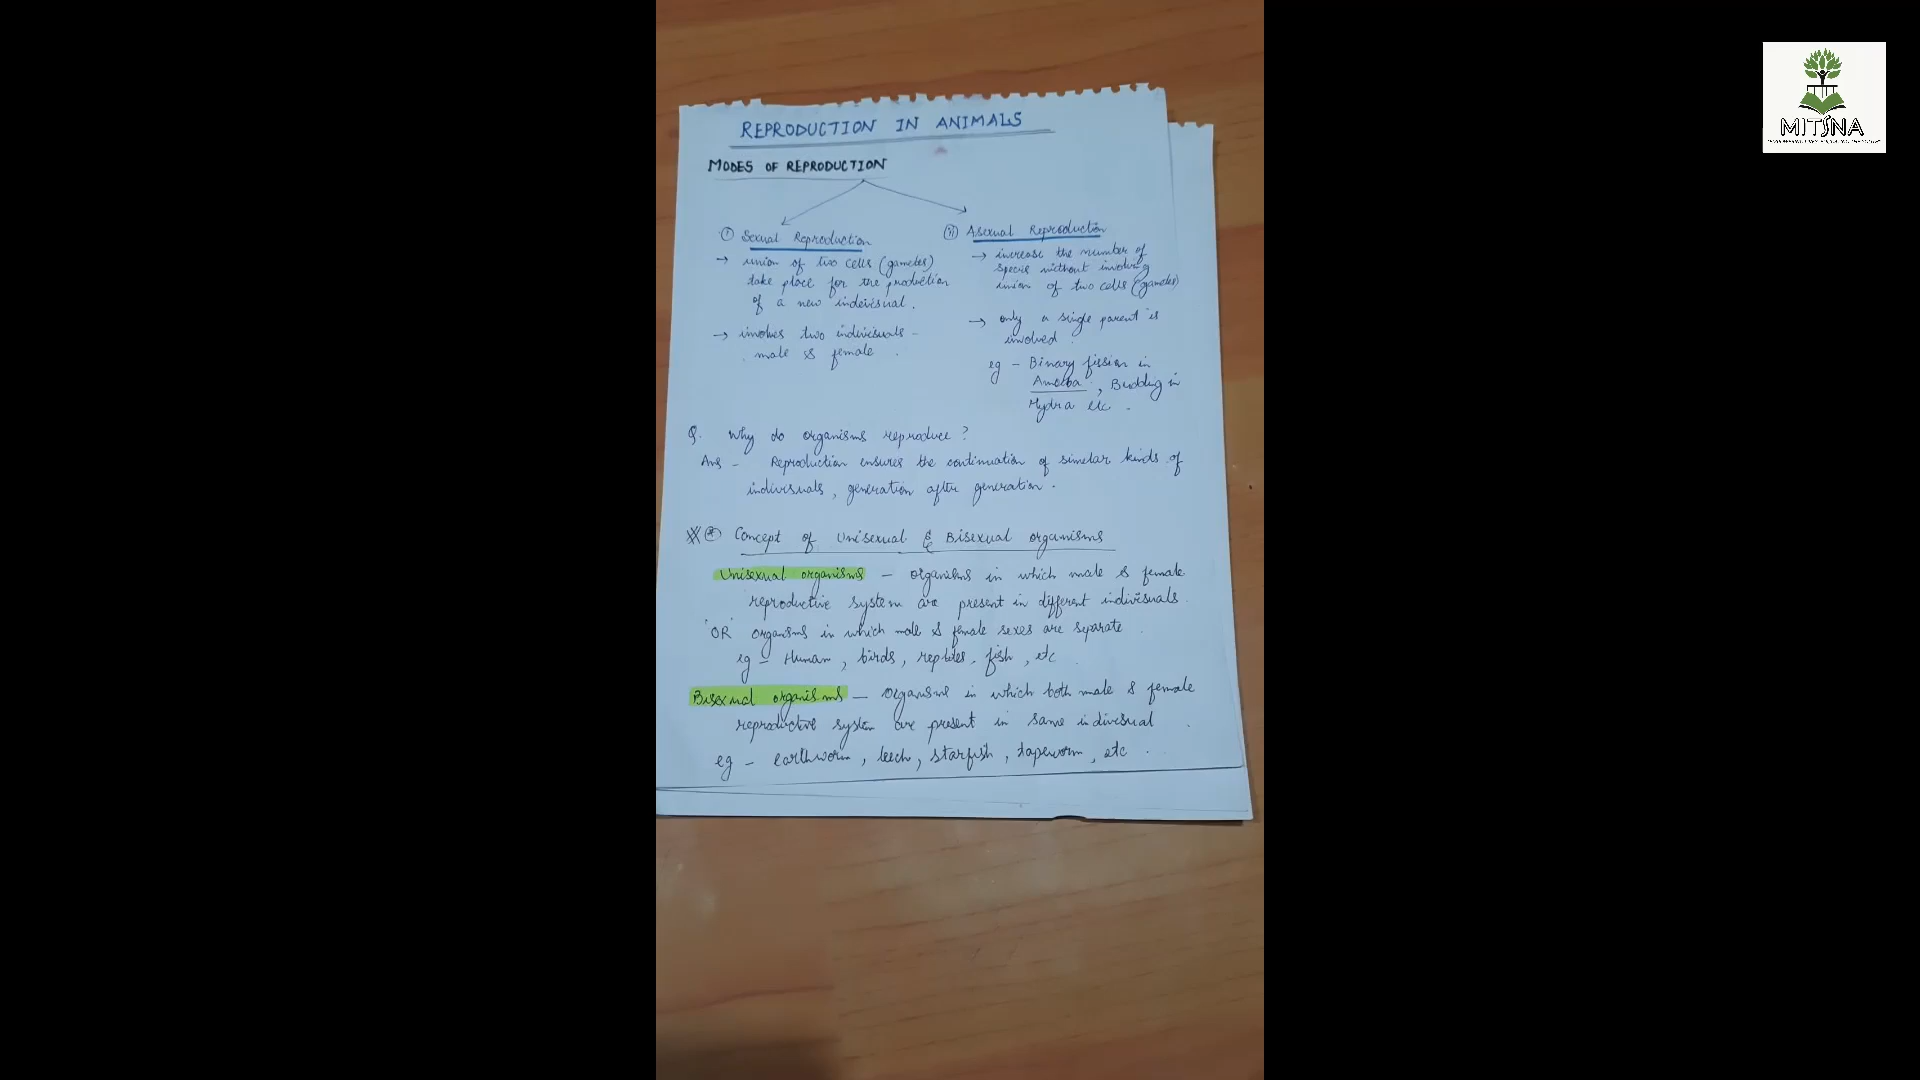 REPRODUCTION IN ANIMALS
MODES OF REPRODUCTION
(i) Sexual Reproduction
→ union of two cells (gametes)
take place for the production
of a new indivisual.
→ involves two indivisuals -
male & female
(ii) Asexual Reproduction
→ increase the number of
species without involving
union of two cells (gametes)
→ only a single parent is
involved.
eg - Binary fission in
Amoeba, Budding in
Hydra etc.
Q. Why do organisms reproduce?
Ans - Reproduction ensures the continuation of similar kinds of
indivisuals, generation after generation.
Concept of Unisexual & Bisexual organisms
Unisexual organisms - organisms in which male & female
reproductive system are present in different indivisuals.
'OR' organisms in which male & female sexes are separate.
eg - Human, birds, reptiles, fish, etc
Bisexual organisms - Organisms in which both male & female
reproductive system are present in same indivisual.
eg - earthworm, leech, starfish, tapeworm, etc.
MITSNA